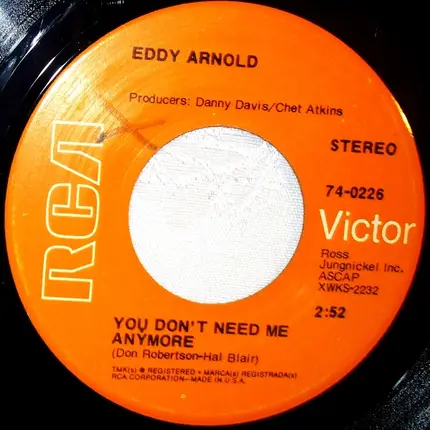 EDDY ARNOLD
Producers: Danny Davis/Chet Atkins
STEREO
74-0226
RCA
Victor
Ross
Jungnickel Inc.
ASCAP
XWKS-2232
2:52
YOU DON'T NEED ME
ANYMORE
(Don Robertson-Hal Blair)
TMK(s) ® REGISTERED • MARCA(s) REGISTRADA(s)
RCA CORPORATION—MADE IN U.S.A.